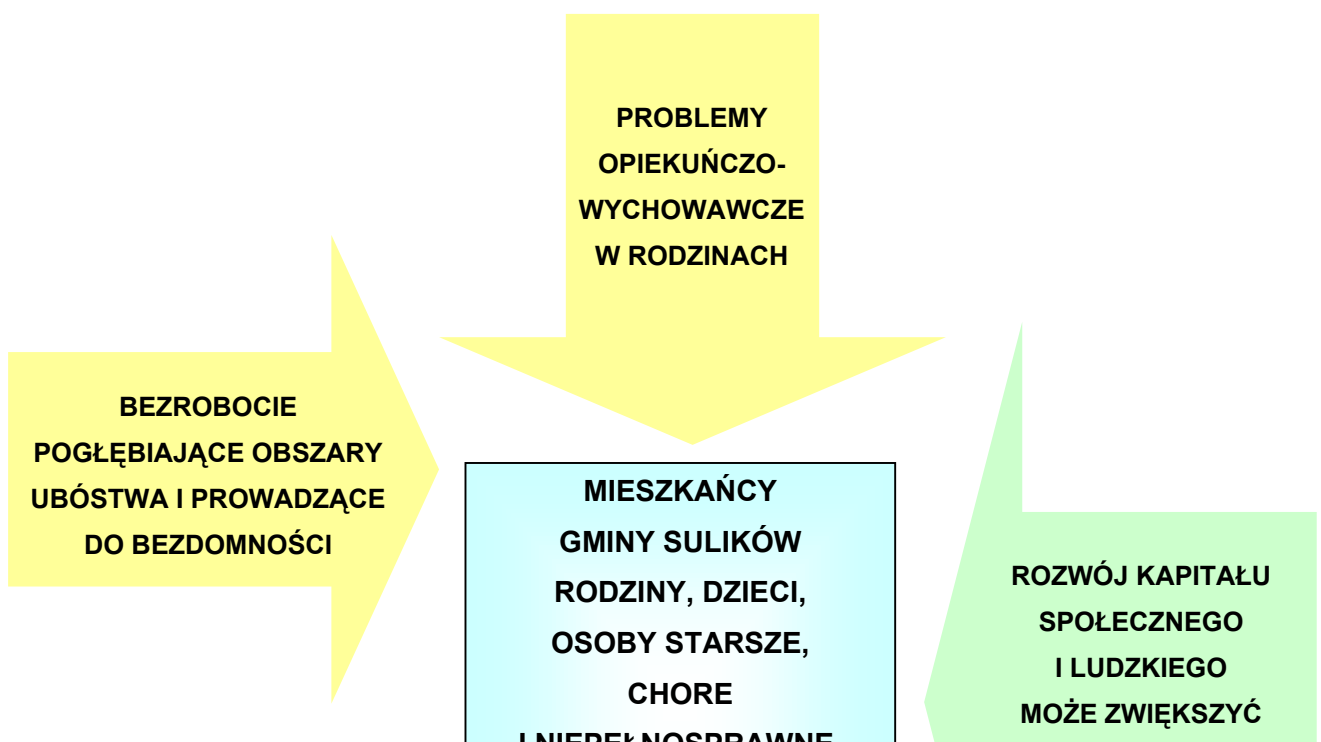 PROBLEMY
OPIEKUŃCZO-
WYCHOWAWCZE
W RODZINACH
BEZROBOCIE
POGŁĘBIAJĄCE OBSZARY
UBÓSTWA I PROWADZĄCE
DO BEZDOMNOŚCI
MIESZKAŃCY
GMINY SULIKÓW
RODZINY, DZIECI,
OSOBY STARSZE,
CHORE
I NIEPEŁNOSPRAWNE
ROZWÓJ KAPITAŁU
SPOŁECZNEGO
I LUDZKIEGO
MOŻE ZWIĘKSZYĆ